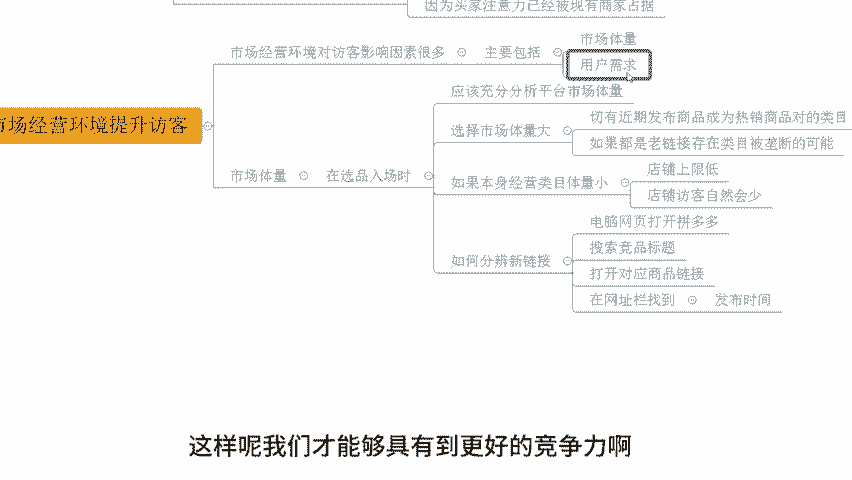 因为买家注意力已经被现有商家占据
市场经营环境对访客影响因素很多
主要包括
市场体量
用户需求
市场经营环境提升访客
应该充分分析平台市场体量
选择市场体量大
切有近期发布商品成为热销商品对的类目
如果都是老链接存在类目被垄断的可能
市场体量
在选品入场时
如果本身经营类目体量小
店铺上限低
店铺访客自然会少
如何分辨新链接
电脑网页打开拼多多
搜索竞品标题
打开对应商品链接
在网址栏找到
发布时间
这样呢我们才能够具有到更好的竞争力啊